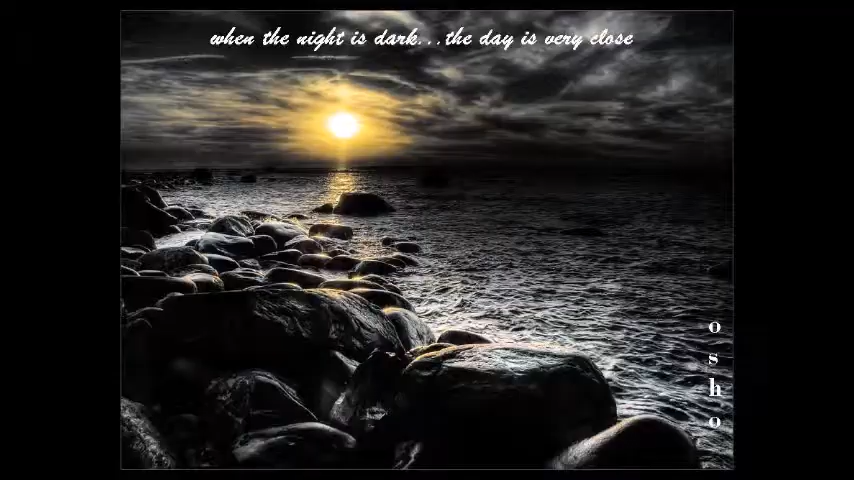 when the night is dark...the day is very close
osho